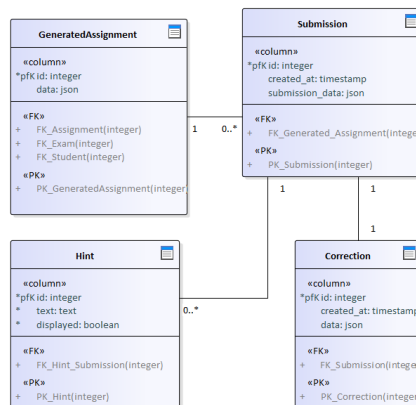 GeneratedAssignment
«column»
*pfK id: integer
data: json
«FK»
+ FK_Assignment(integer)
+ FK_Exam(integer)
+ FK_Student(integer)
«PK»
+ PK_GeneratedAssignment(integer
1
0..*
Submission
«column»
*pfK id: integer
created_at: timestamp
submission_data: json
«FK»
+ FK_Generated_Assignment(intege
«PK»
+ PK_Submission(integer)
1
1
1
0..*
Hint
«column»
*pfK id: integer
* text: text
* displayed: boolean
«FK»
+ FK_Hint_Submission(integer)
«PK»
+ PK_Hint(integer)
Correction
«column»
*pfK id: integer
created_at: timestamp
data: json
«FK»
+ FK_Submission(intege
«PK»
+ PK_Correction(intege